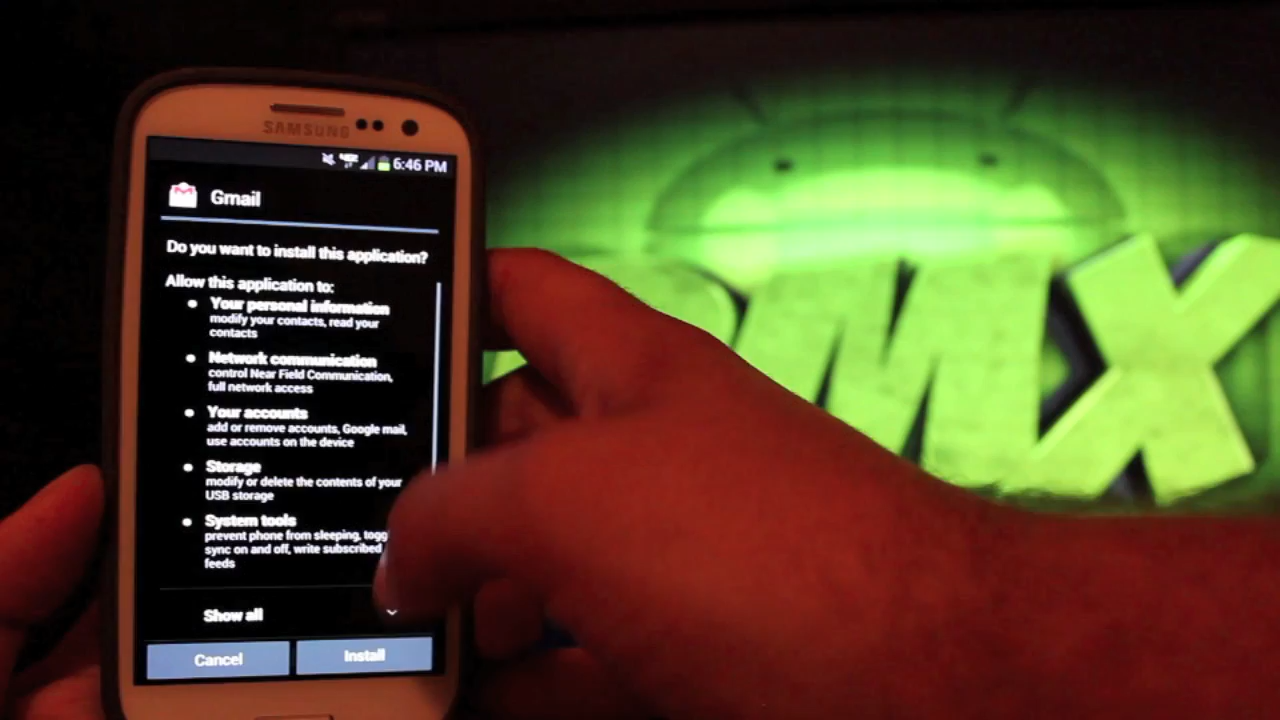 SAMSUNG
6:46 PM
Gmail
Do you want to install this application?
Allow this application to:
Your personal information
modify your contacts, read your
contacts
Network communication
control Near Field Communication,
full network access
Your accounts
add or remove accounts, Google mail,
use accounts on the device
Storage
modify or delete the contents of your
USB storage
System tools
prevent phone from sleeping, togg
sync on and off, write subscribed
feeds
Show all
Cancel Install
MX